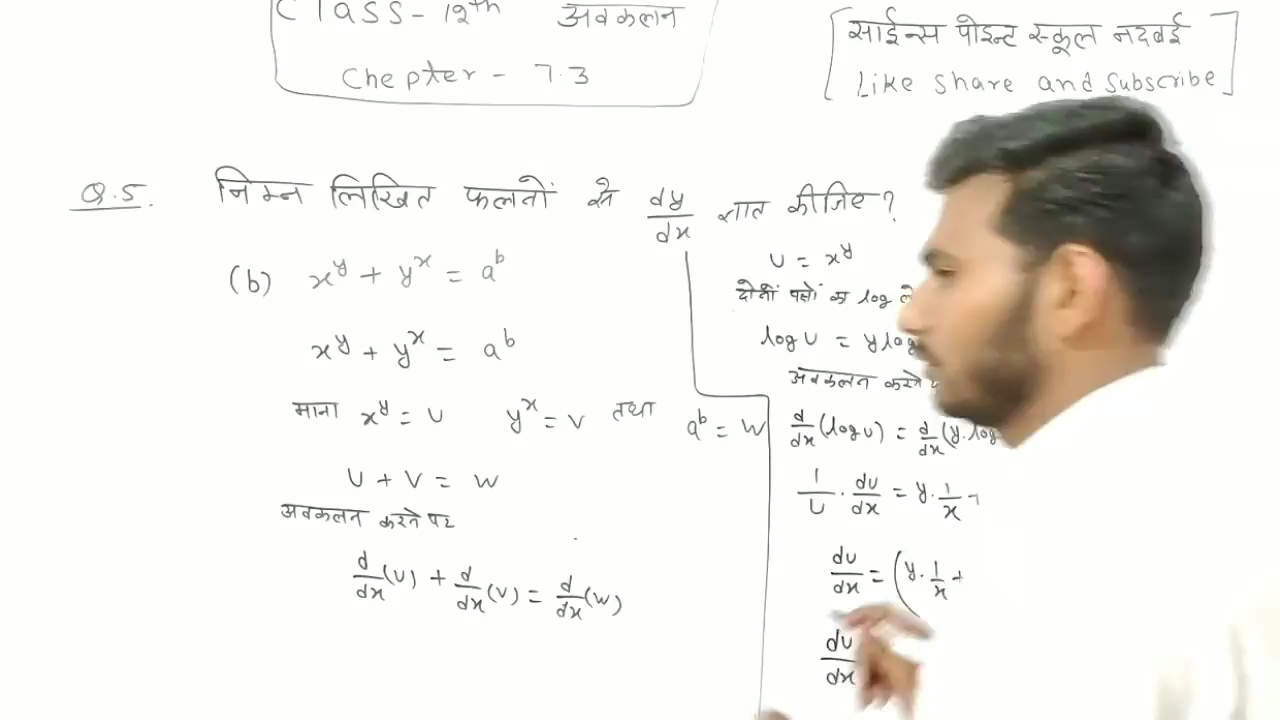 Class - 12th अवकलन
Chepter - 7.3
साईन्स पोइन्ट स्कूल नदबई
Like share and Subscribe
Q.5. निम्न लिखित फलनों से dy/dx ज्ञात कीजिए?
(b) x^y + y^x = a^b
x^y + y^x = a^b
माना x^y = U y^x = V तथा a^b = W
U + V = W
अवकलन करने पर
d/dx (U) + d/dx (V) = d/dx (W)
U = x^y
दोनों पक्षों का log
log U = y log
अवकलन करने
d/dx (log U) = d/dx (y. log
1/U . du/dx = y. 1/x +
du/dx = (y. 1/x +
du/dx